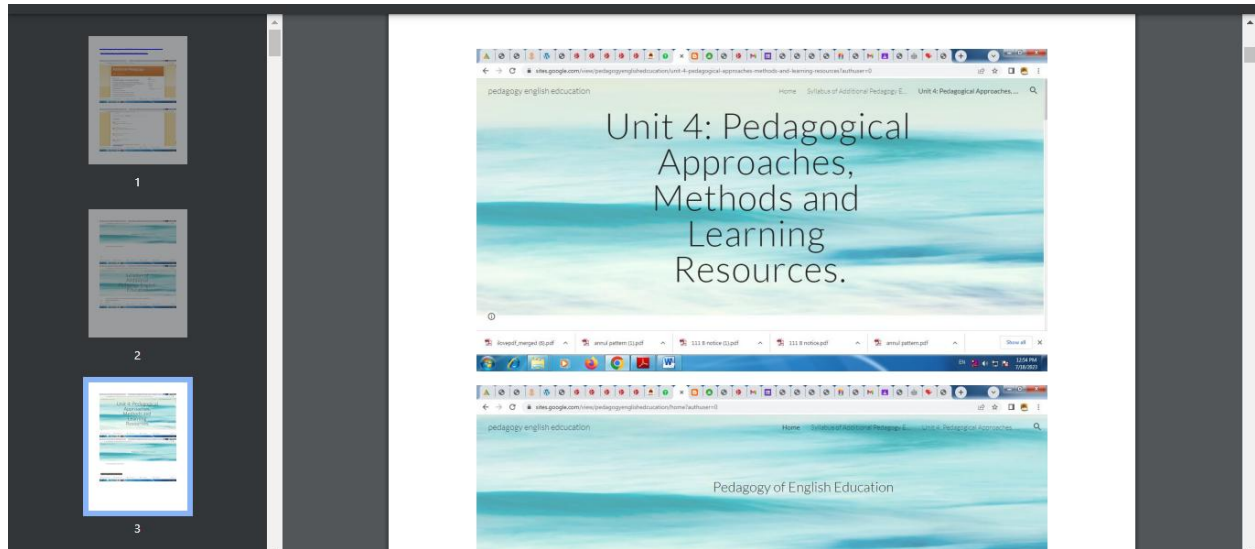 1
2
3
sites.google.com/view/pedagogyenglishedcucation/unit-4-pedagogical-approaches-methods-and-learning-resources?authuser=0
pedagogy english edcucation
Home Syllabus of Additional Pedagogy E... Unit 4: Pedagogical Approaches, ...
Unit 4: Pedagogical
Approaches,
Methods and
Learning
Resources.
ilovepdf_merged (6).pdf
annul pattern (1).pdf
111 B notice (1).pdf
111 B notice.pdf
annul pattern.pdf
Show all
EN
12:54 PM
7/18/2023
sites.google.com/view/pedagogyenglishedcucation/home?authuser=0
pedagogy english edcucation
Home Syllabus of Additional Pedagogy E... Unit 4: Pedagogical Approaches, ...
Pedagogy of English Education